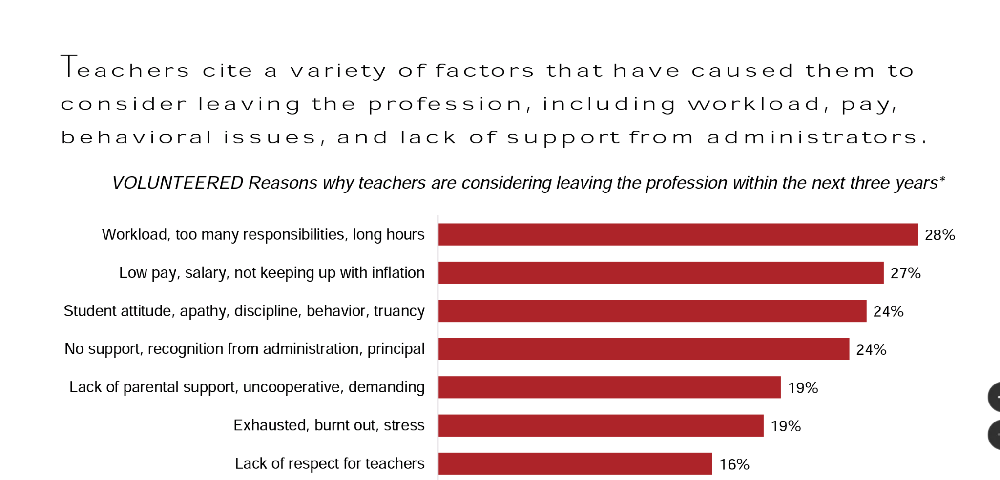 Teachers cite a variety of factors that have caused them to
consider leaving the profession, including workload, pay,
behavioral issues, and lack of support from administrators.
VOLUNTEERED Reasons why teachers are considering leaving the profession within the next three years*
Workload, too many responsibilities, long hours 28%
Low pay, salary, not keeping up with inflation 27%
Student attitude, apathy, discipline, behavior, truancy 24%
No support, recognition from administration, principal 24%
Lack of parental support, uncooperative, demanding 19%
Exhausted, burnt out, stress 19%
Lack of respect for teachers 16%